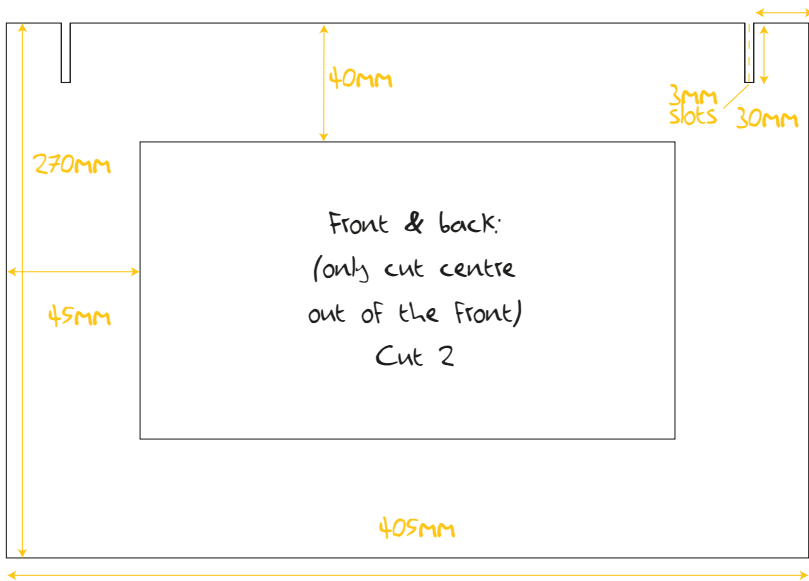 40mm
3mm
slots
30mm
270mm
Front & back:
(only cut centre
out of the front)
Cut 2
45mm
405mm